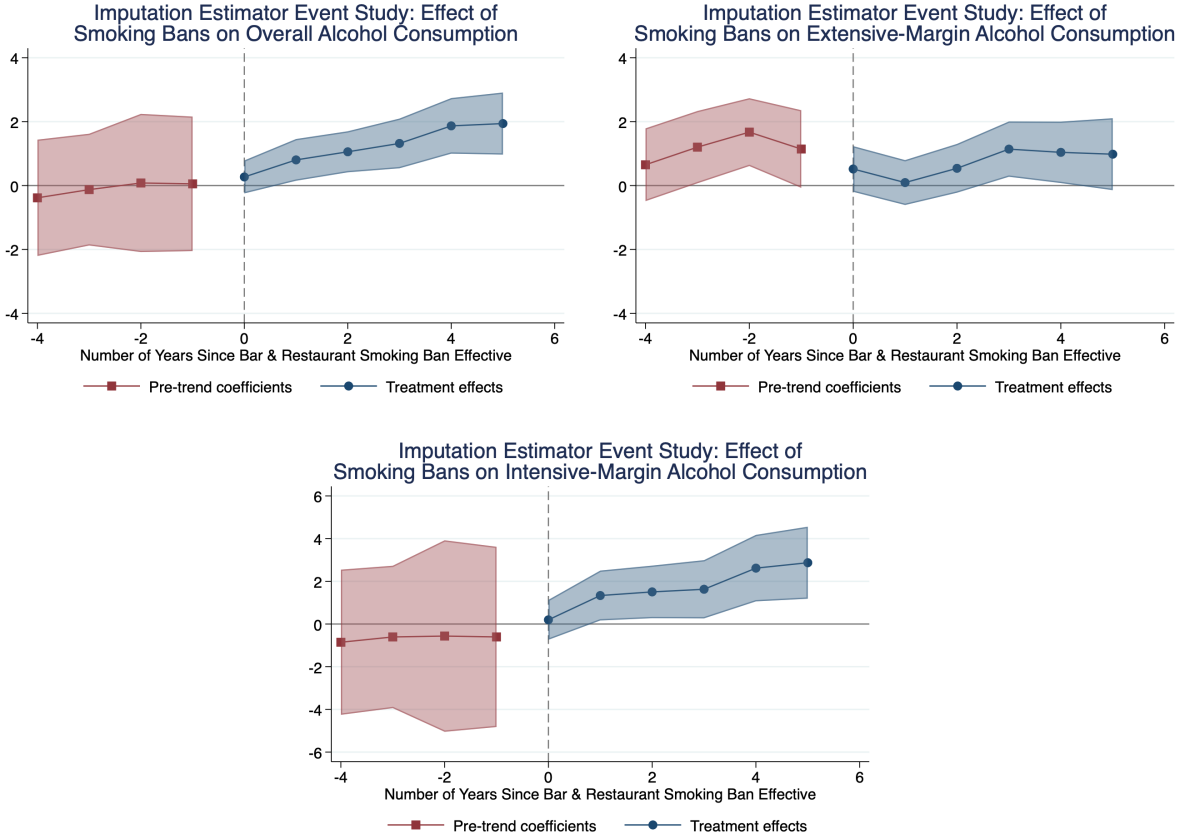 Imputation Estimator Event Study: Effect of
Smoking Bans on Overall Alcohol Consumption
4
2
0
-2
-4
-4
-2
0
2
4
6
Number of Years Since Bar & Restaurant Smoking Ban Effective
Pre-trend coefficients
Treatment effects
Imputation Estimator Event Study: Effect of
Smoking Bans on Extensive-Margin Alcohol Consumption
4
2
0
-2
-4
-4
-2
0
2
4
6
Number of Years Since Bar & Restaurant Smoking Ban Effective
Pre-trend coefficients
Treatment effects
Imputation Estimator Event Study: Effect of
Smoking Bans on Intensive-Margin Alcohol Consumption
6
4
2
0
-2
-4
-6
-4
-2
0
2
4
6
Number of Years Since Bar & Restaurant Smoking Ban Effective
Pre-trend coefficients
Treatment effects